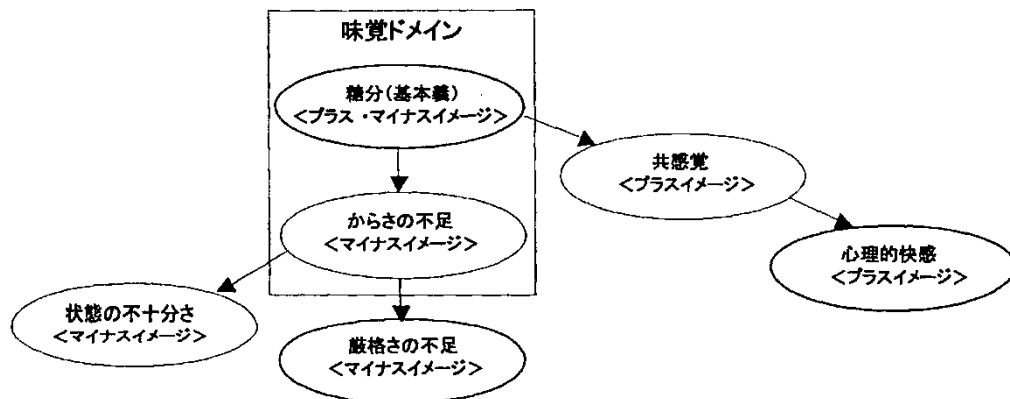 味覚ドメイン
糖分(基本義)
<プラス・マイナスイメージ>
共感覚
<プラスイメージ>
からさの不足
<マイナスイメージ>
心理的快感
<プラスイメージ>
状態の不十分さ
<マイナスイメージ>
厳格さの不足
<マイナスイメージ>